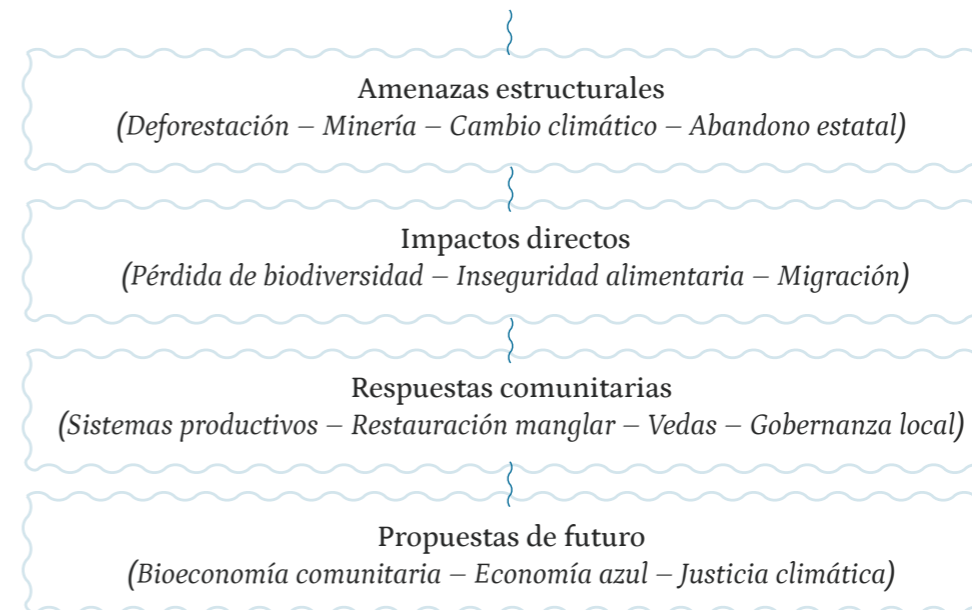 Amenazas estructurales
(Deforestación – Minería – Cambio climático – Abandono estatal)
Impactos directos
(Pérdida de biodiversidad – Inseguridad alimentaria – Migración)
Respuestas comunitarias
(Sistemas productivos – Restauración manglar – Vedas – Gobernanza local)
Propuestas de futuro
(Bioeconomía comunitaria – Economía azul – Justicia climática)